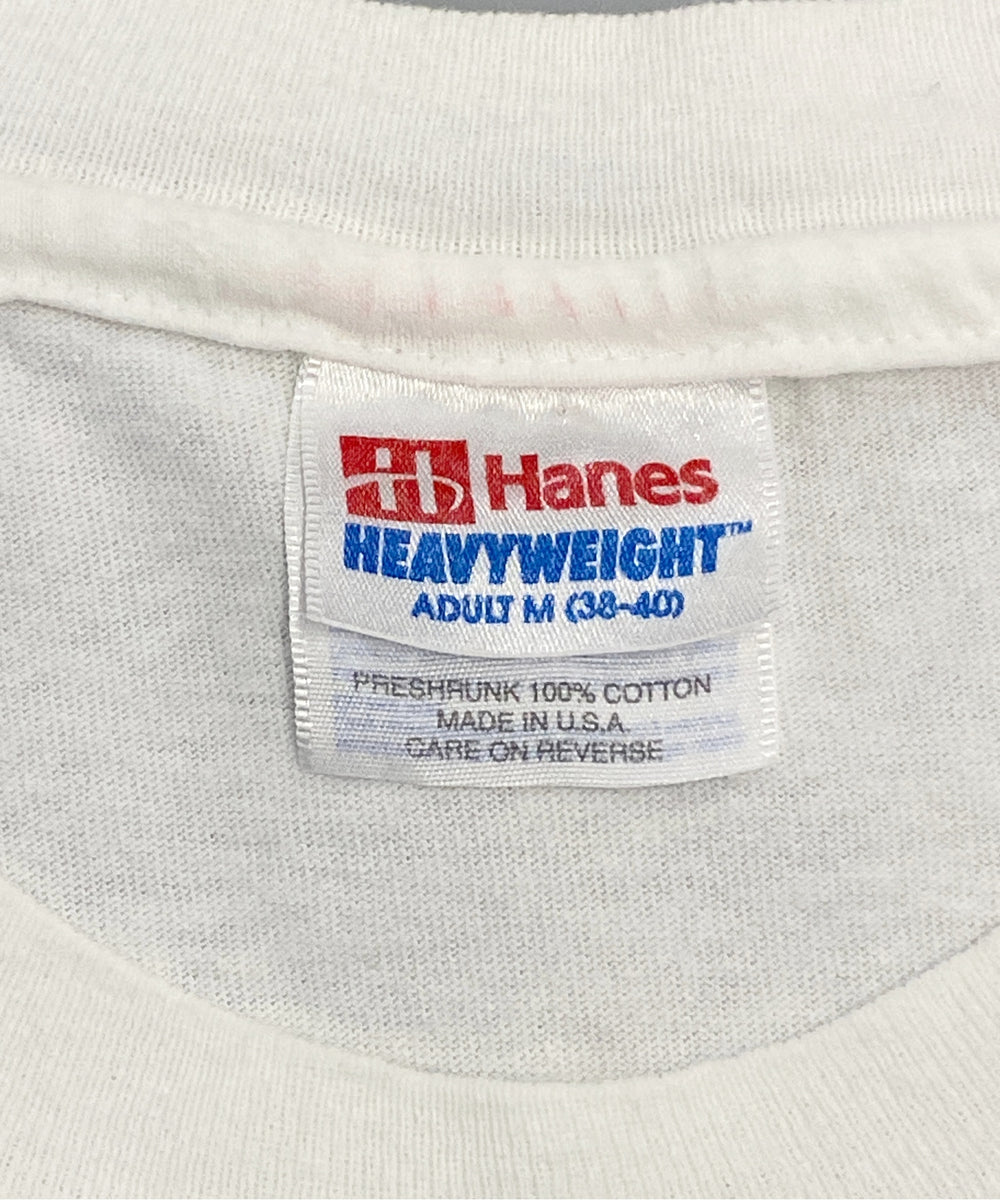 Hanes
HEAVYWEIGHT™
ADULT M (38-40)
PRESHRUNK 100% COTTON
MADE IN U.S.A.
CARE ON REVERSE